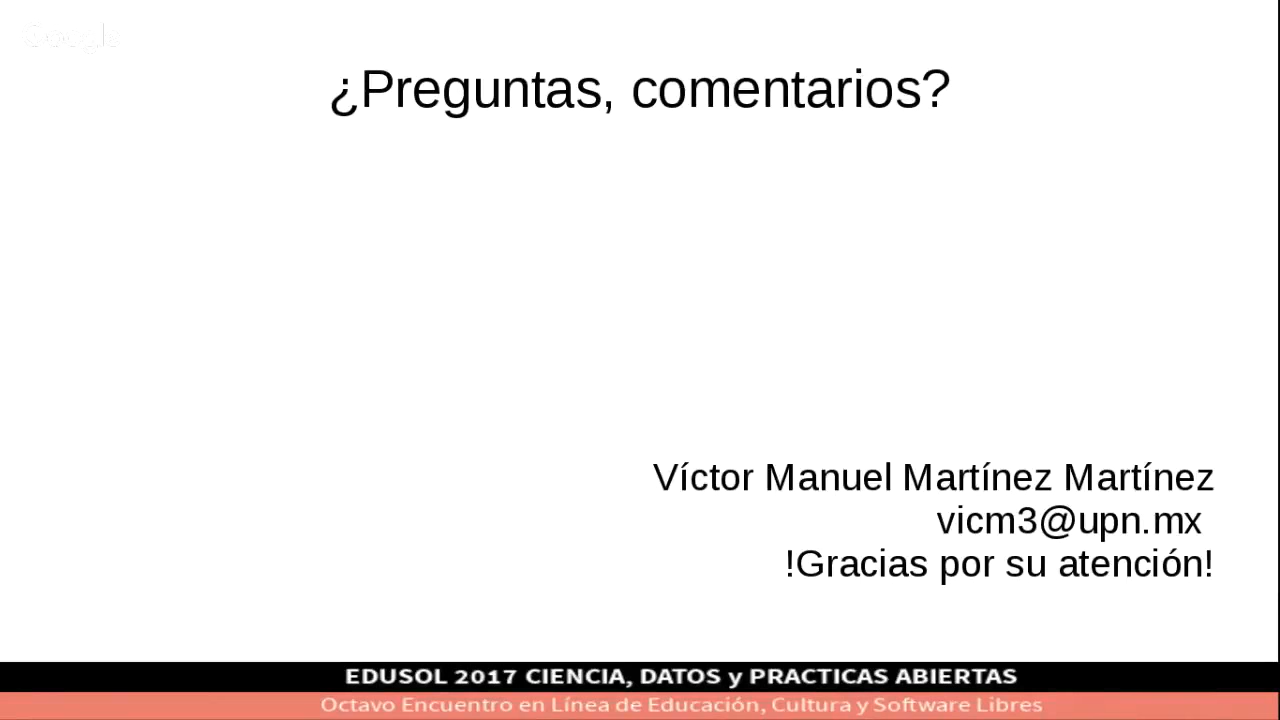 Google
¿Preguntas, comentarios?
Víctor Manuel Martínez Martínez
vicm3@upn.mx
!Gracias por su atención!
EDUSOL 2017 CIENCIA, DATOS y PRACTICAS ABIERTAS
Octavo Encuentro en Línea de Educación, Cultura y Software Libres